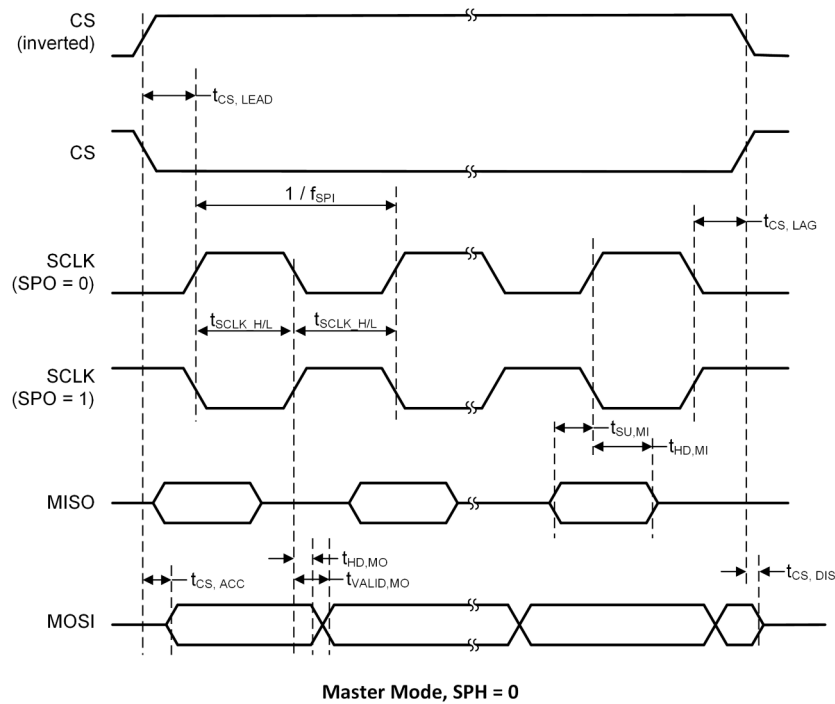 CS
(inverted)
tCS, LEAD
CS
1 / fSPI
tCS, LAG
SCLK
(SPO = 0)
tSCLK_H/L
tSCLK_H/L
SCLK
(SPO = 1)
tSU,MI
tHD,MI
MISO
tHD,MO
tCS, ACC
tVALID,MO
tCS, DIS
MOSI
Master Mode, SPH = 0